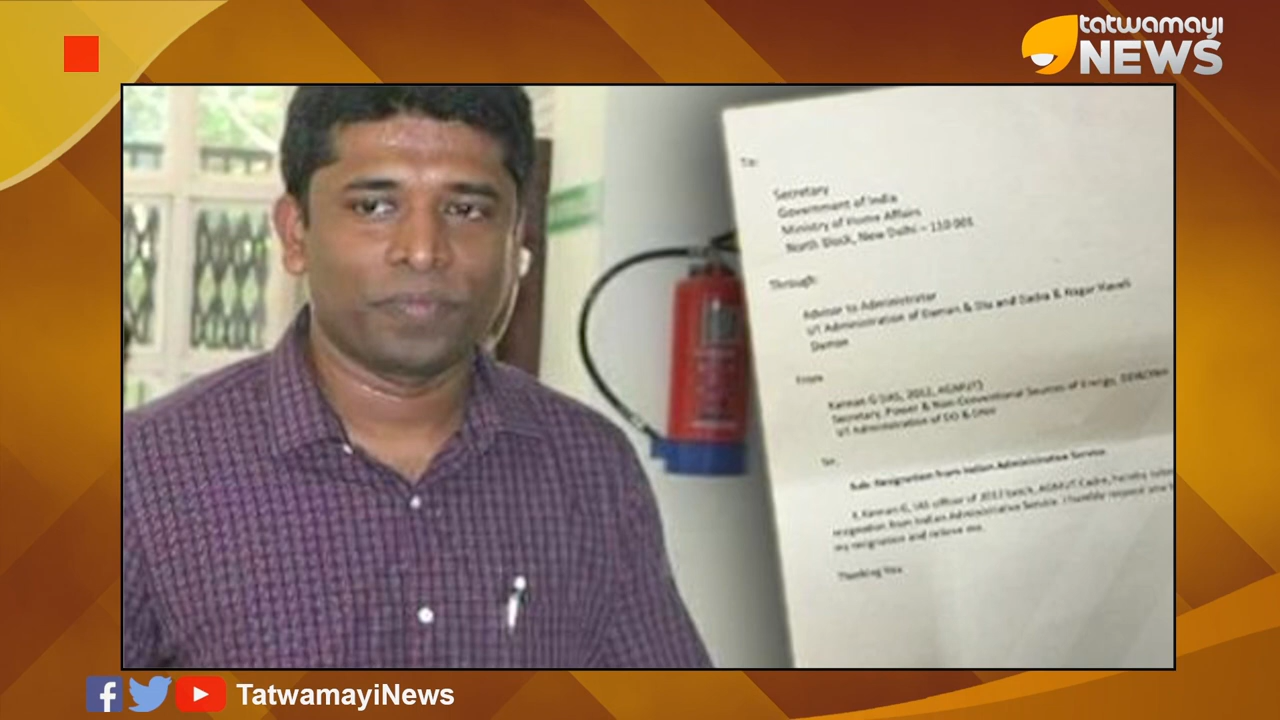 tatwamayi
NEWS
To:
Secretary
Government of India
Ministry of Home Affairs
North Block, New Delhi – 110 001
Through:
Advisor to Administrator
UT Administration of Daman & Diu and Dadra & Nagar Haveli
Daman
From
Kannan G (IAS, 2012, AGMUT)
Secretary, Power & Non-Conventional Sources of Energy,
UT Administration of DD & DNH
Sir,
Sub: Resignation from Indian Administrative Service.
I, Kannan G, IAS officer of 2012 batch, AGMUT Cadre, hereby
resignation from Indian Administrative Service. I humbly request
my resignation and relieve me.
Thanking You
TatwamayiNews